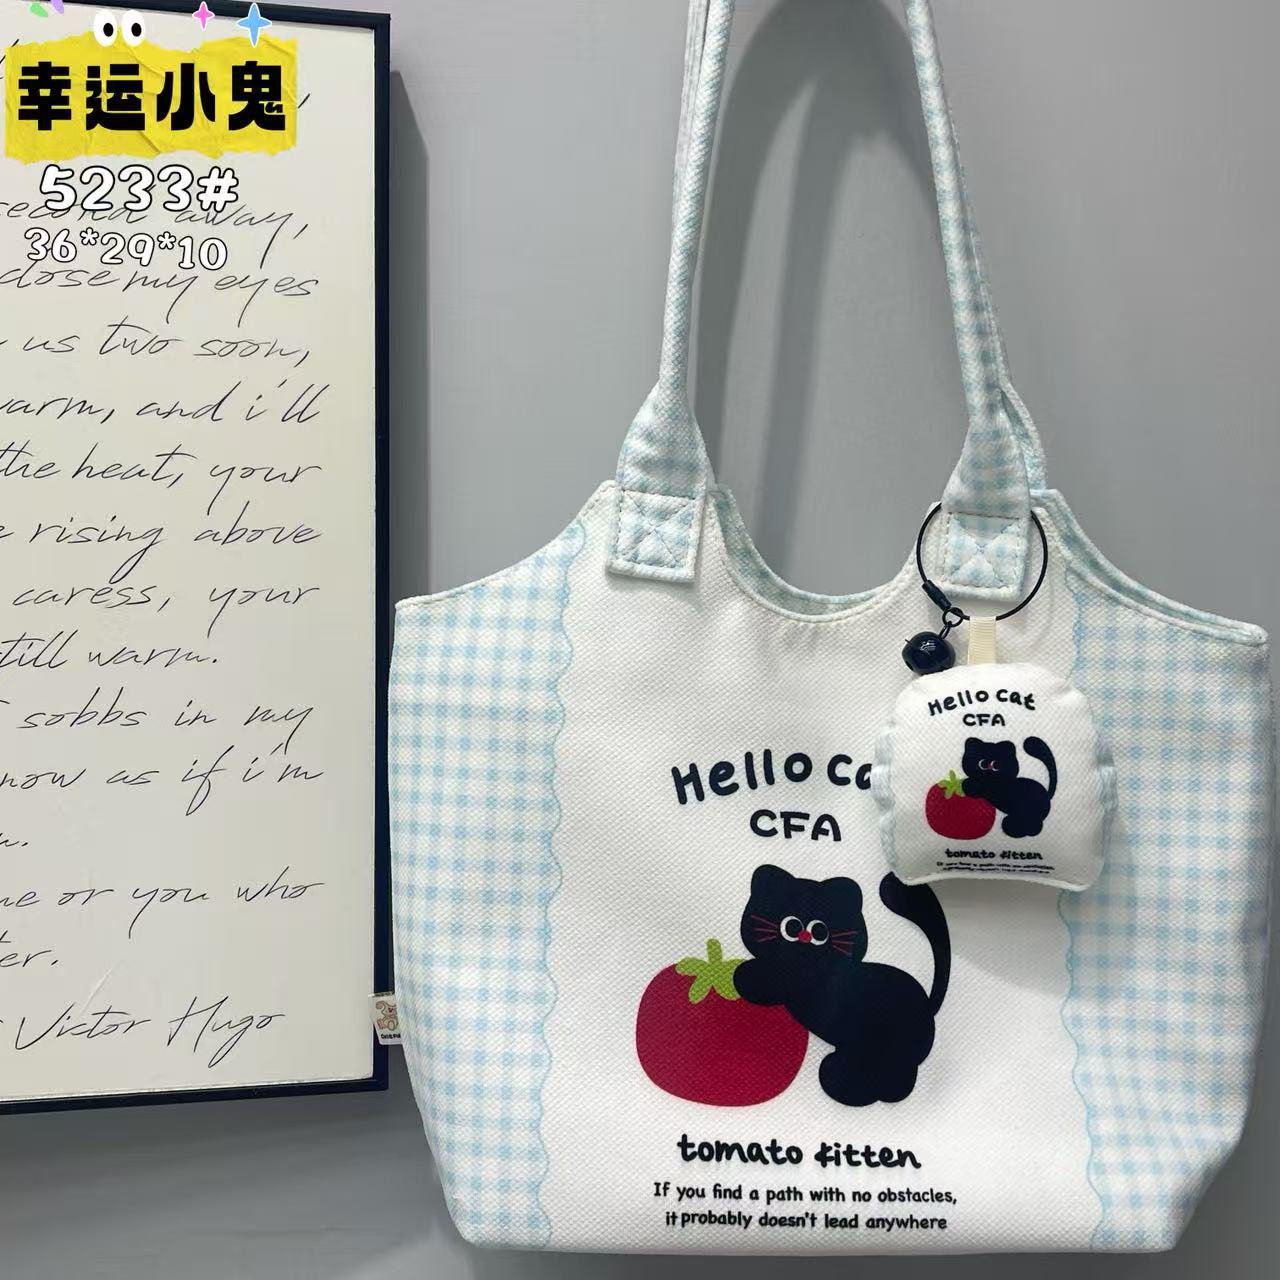 幸运小鬼
5233#
36*29*10
second away,
close my eyes
us two soon,
warm, and i'll
the heat, your
rising above
caress, your
still warm.
sobbs in my
now as if i'm
or you who
Victor Hugo
Hello
CFA
tomato kitten
If you find a path with no obstacles,
it probably doesn't lead anywhere
Hello cat
CFA
tomato kitten